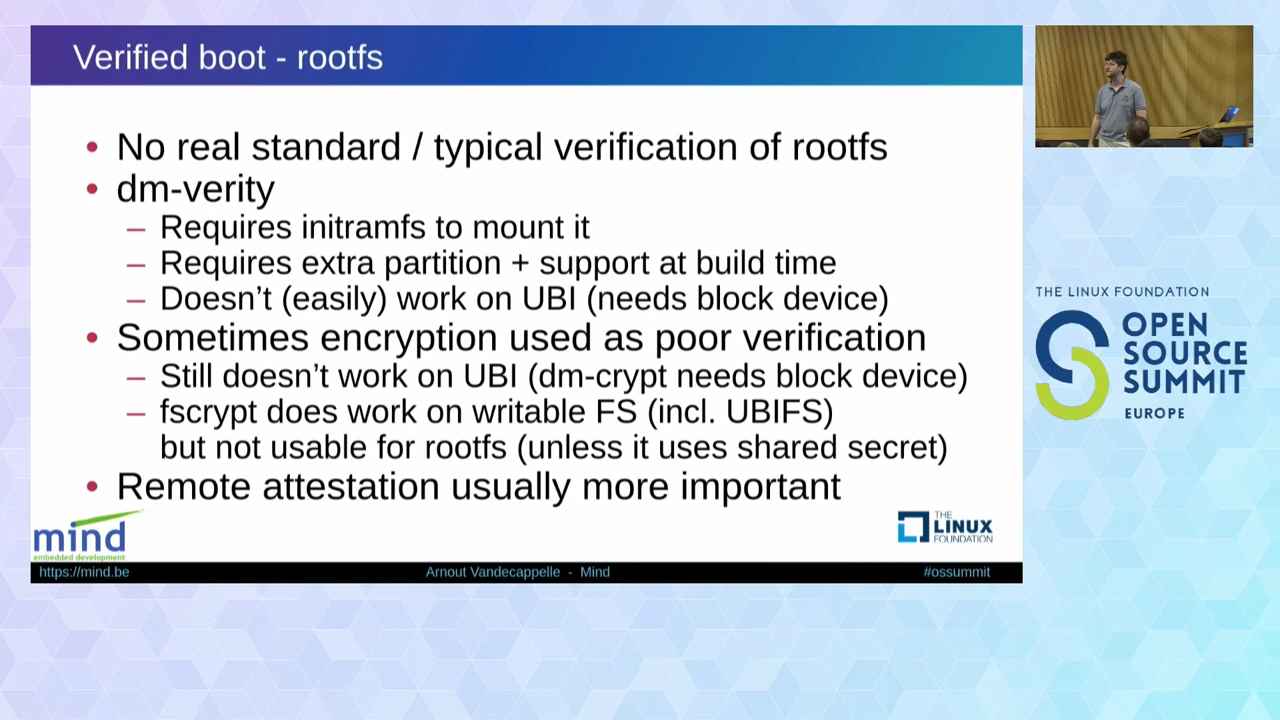 Verified boot - rootfs
• No real standard / typical verification of rootfs
• dm-verity
– Requires initramfs to mount it
– Requires extra partition + support at build time
– Doesn’t (easily) work on UBI (needs block device)
• Sometimes encryption used as poor verification
– Still doesn’t work on UBI (dm-crypt needs block device)
– fscrypt does work on writable FS (incl. UBIFS)
but not usable for rootfs (unless it uses shared secret)
• Remote attestation usually more important
mind
embedded development
THE
LINUX
FOUNDATION
https://mind.be
Arnout Vandecappelle - Mind
#ossummit
THE LINUX FOUNDATION
OPEN
SOURCE
SUMMIT
EUROPE